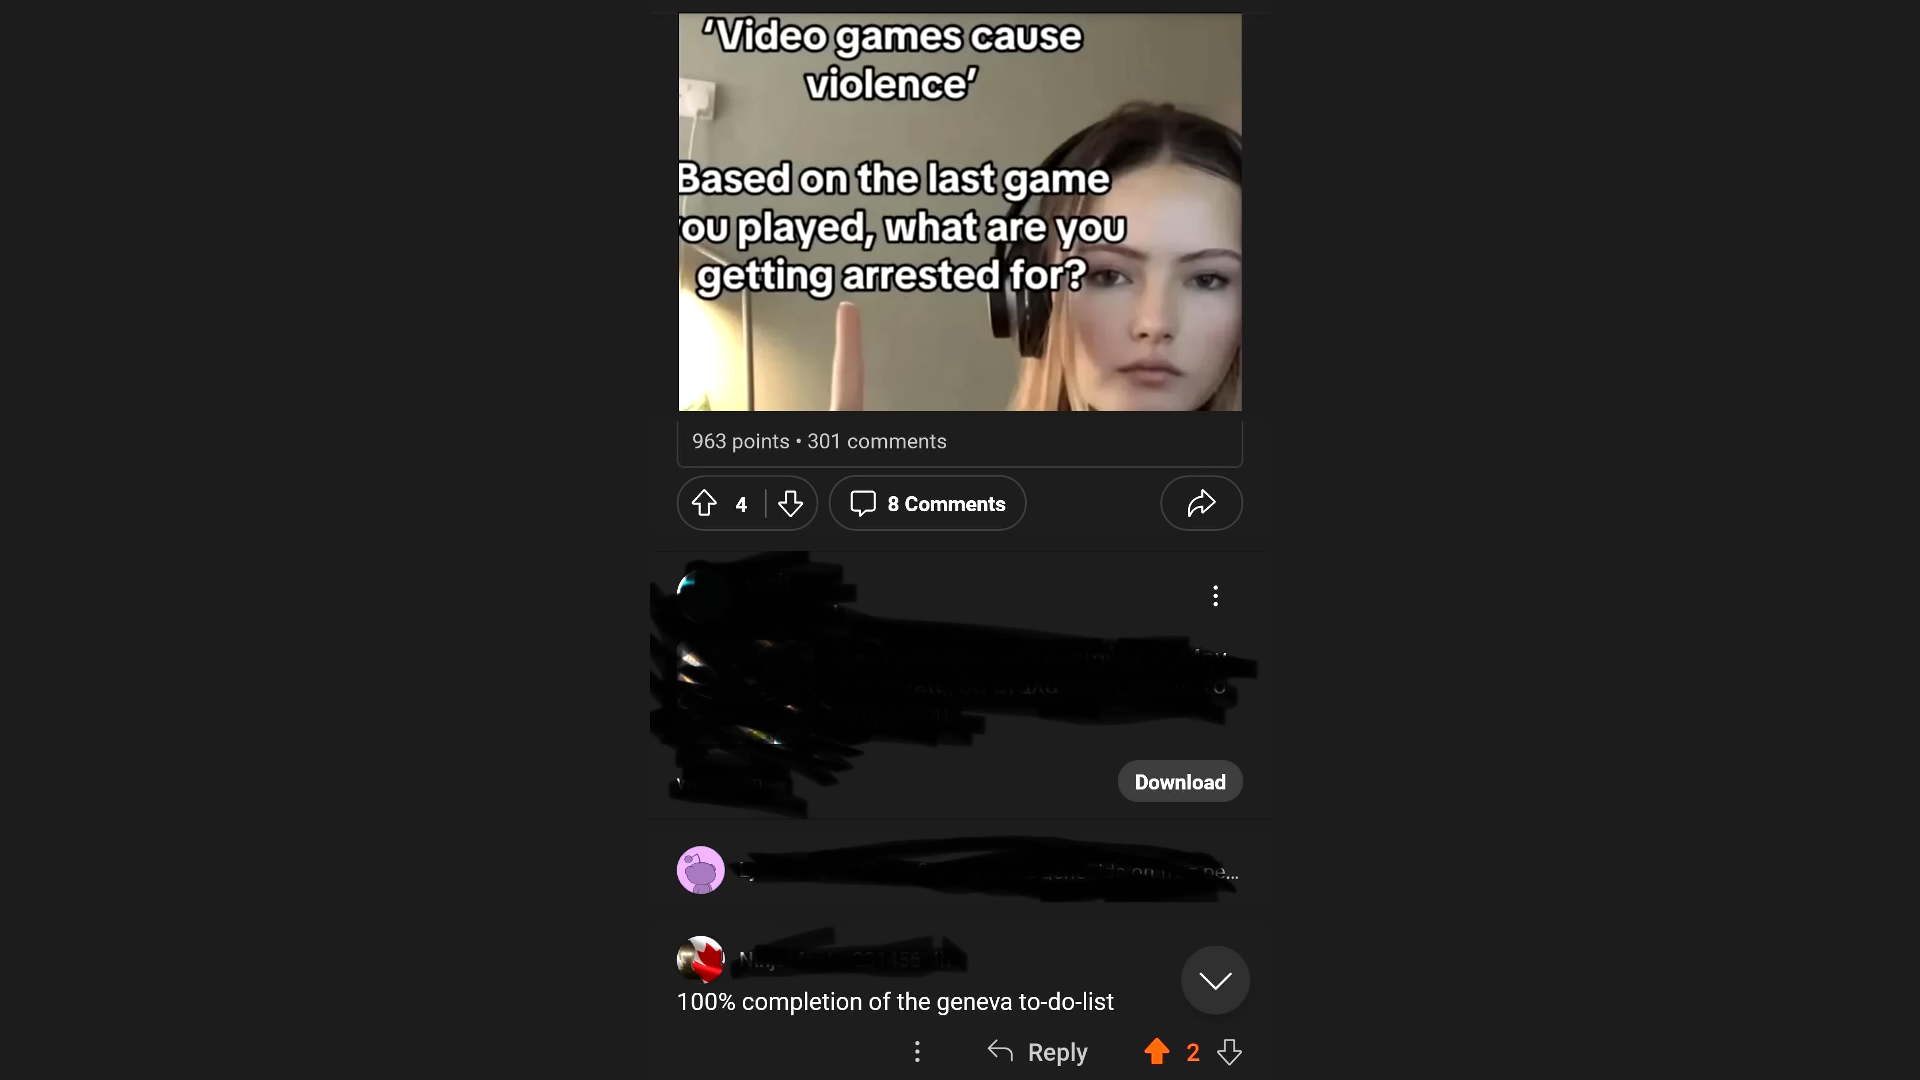 ‘Video games cause
violence’
Based on the last game
ou played, what are you
getting arrested for?
963 points • 301 comments
4
8 Comments
Download
100% completion of the geneva to-do-list
Reply
2